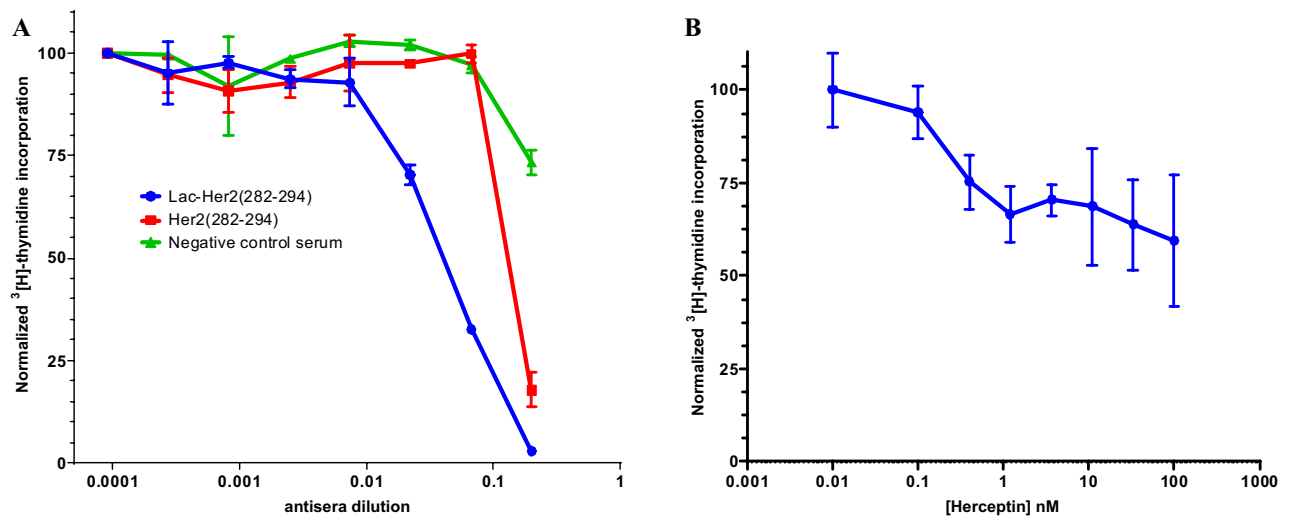 A
Normalized ³[H]-thymidine incorporation
100
75
50
25
0
Lac-Her2(282-294)
Her2(282-294)
Negative control serum
0.0001 0.001 0.01 0.1 1
antisera dilution
B
Normalized ³[H]-thymidine incorporation
100
75
50
25
0
0.001 0.01 0.1 1 10 100 1000
[Herceptin] nM